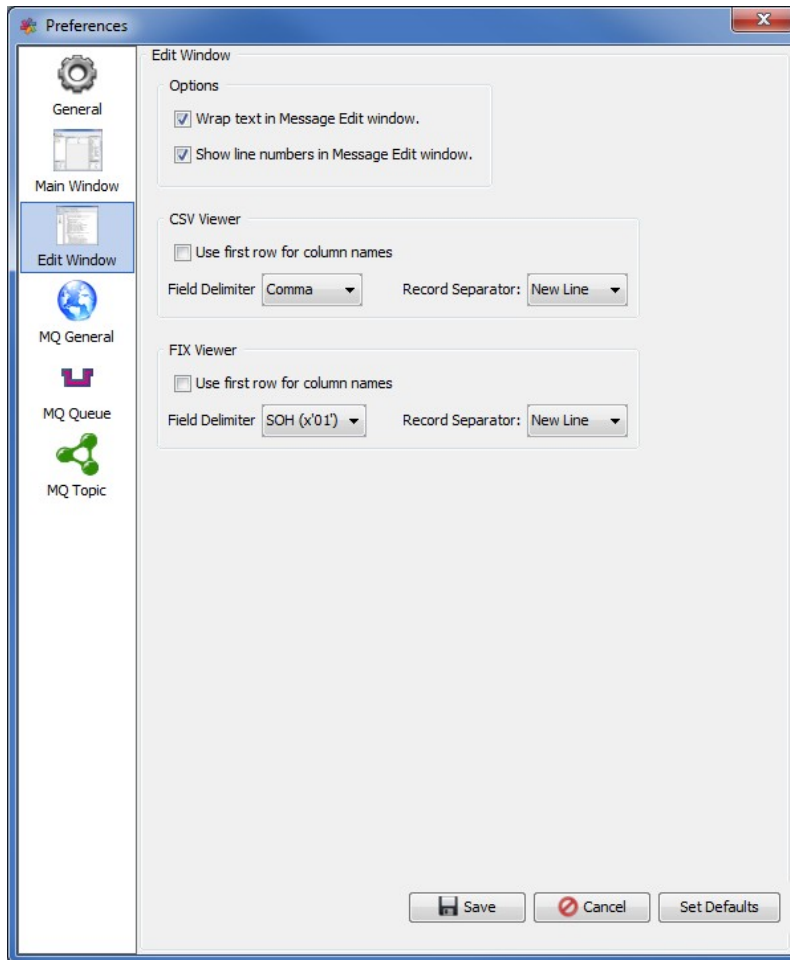 Preferences
General
Main Window
Edit Window
MQ General
MQ Queue
MQ Topic
Edit Window
Options
Wrap text in Message Edit window.
Show line numbers in Message Edit window.
CSV Viewer
Use first row for column names
Field Delimiter Comma Record Separator: New Line
FIX Viewer
Use first row for column names
Field Delimiter SOH (x'01') Record Separator: New Line
Save Cancel Set Defaults